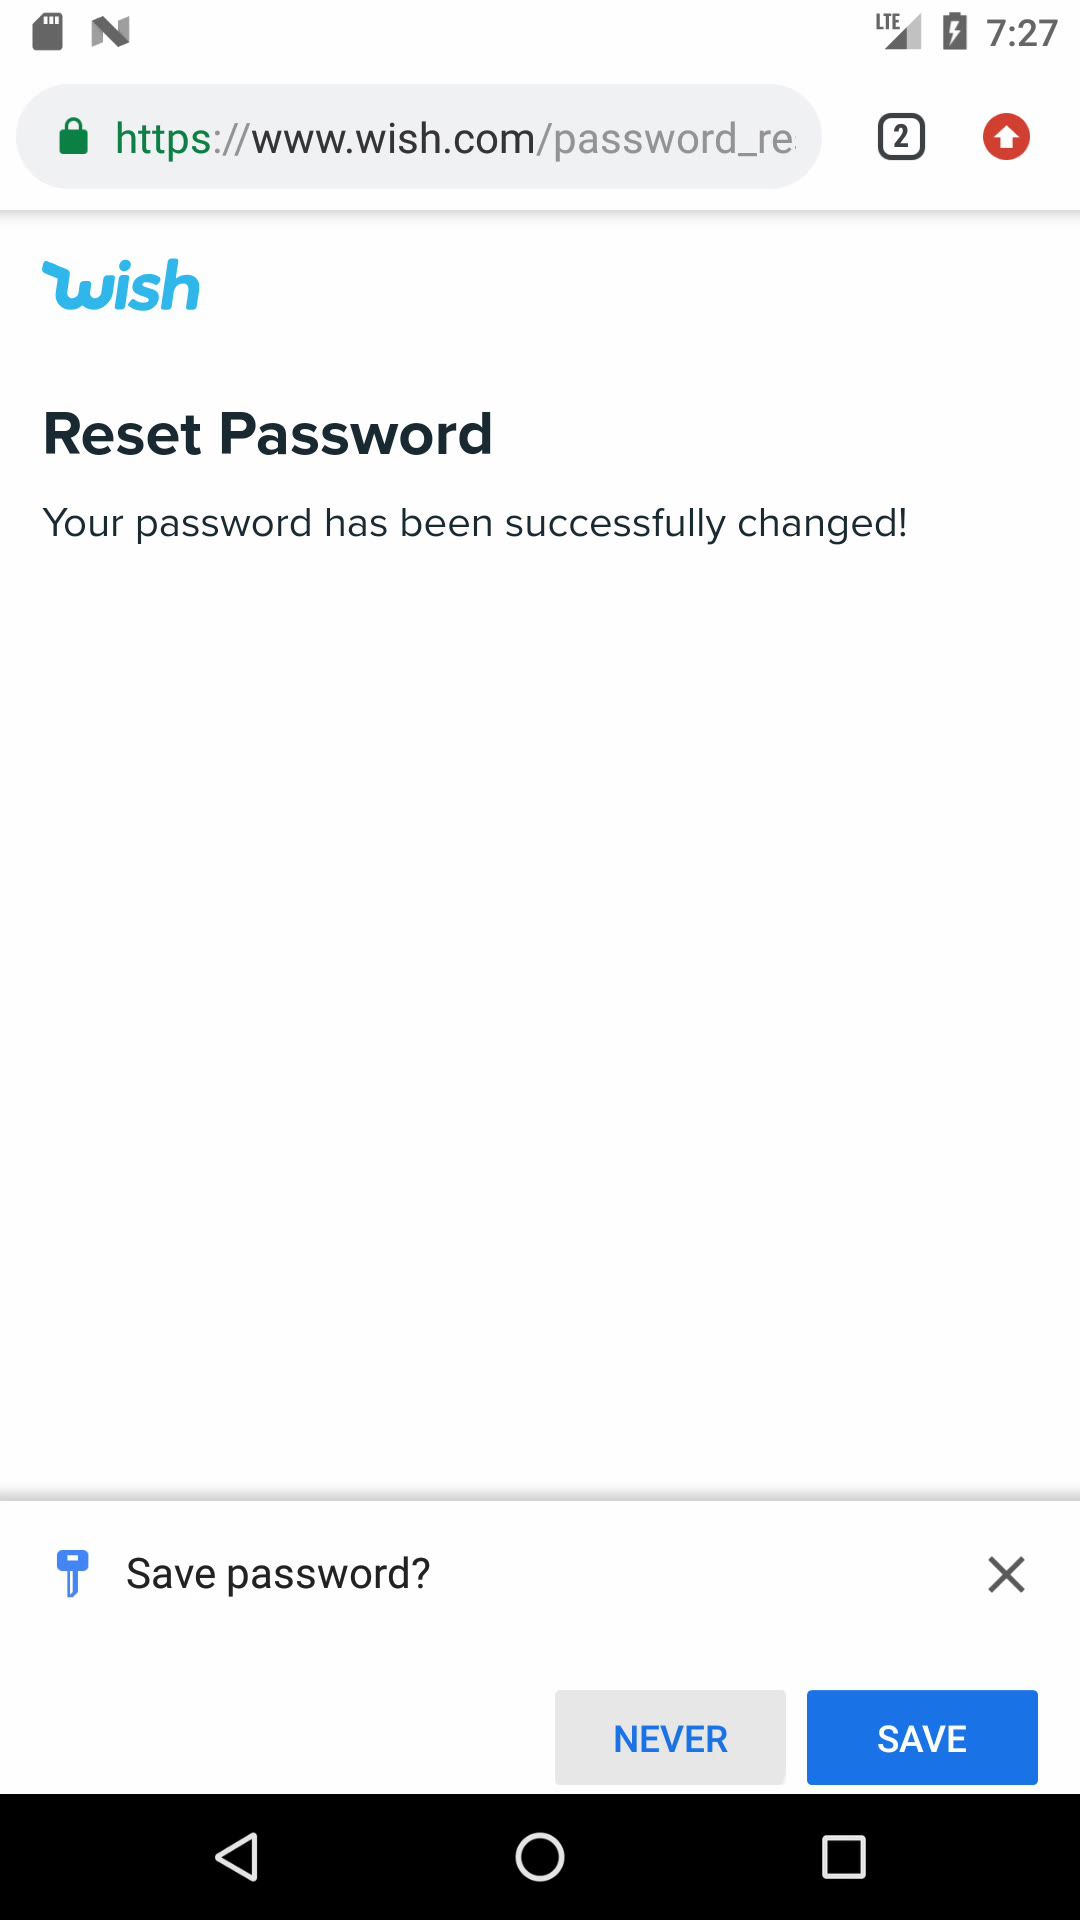 LTE 7:27
https://www.wish.com/password_re
2
wish
Reset Password
Your password has been successfully changed!
Save password?
NEVER SAVE